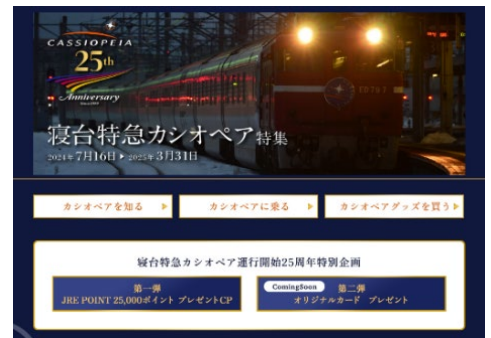 CASSIOPEIA
25th
Anniversary
寝台特急カシオペア特集
2024年7月16日▶2025年3月31日
カシオペアを知る ▶
カシオペアに乗る ▶
カシオペアグッズを買う▶
寝台特急カシオペア運行開始25周年特別企画
第一弾
JRE POINT 25,000ポイント プレゼントCP
ComingSoon 第二弾
オリジナルカード プレゼント